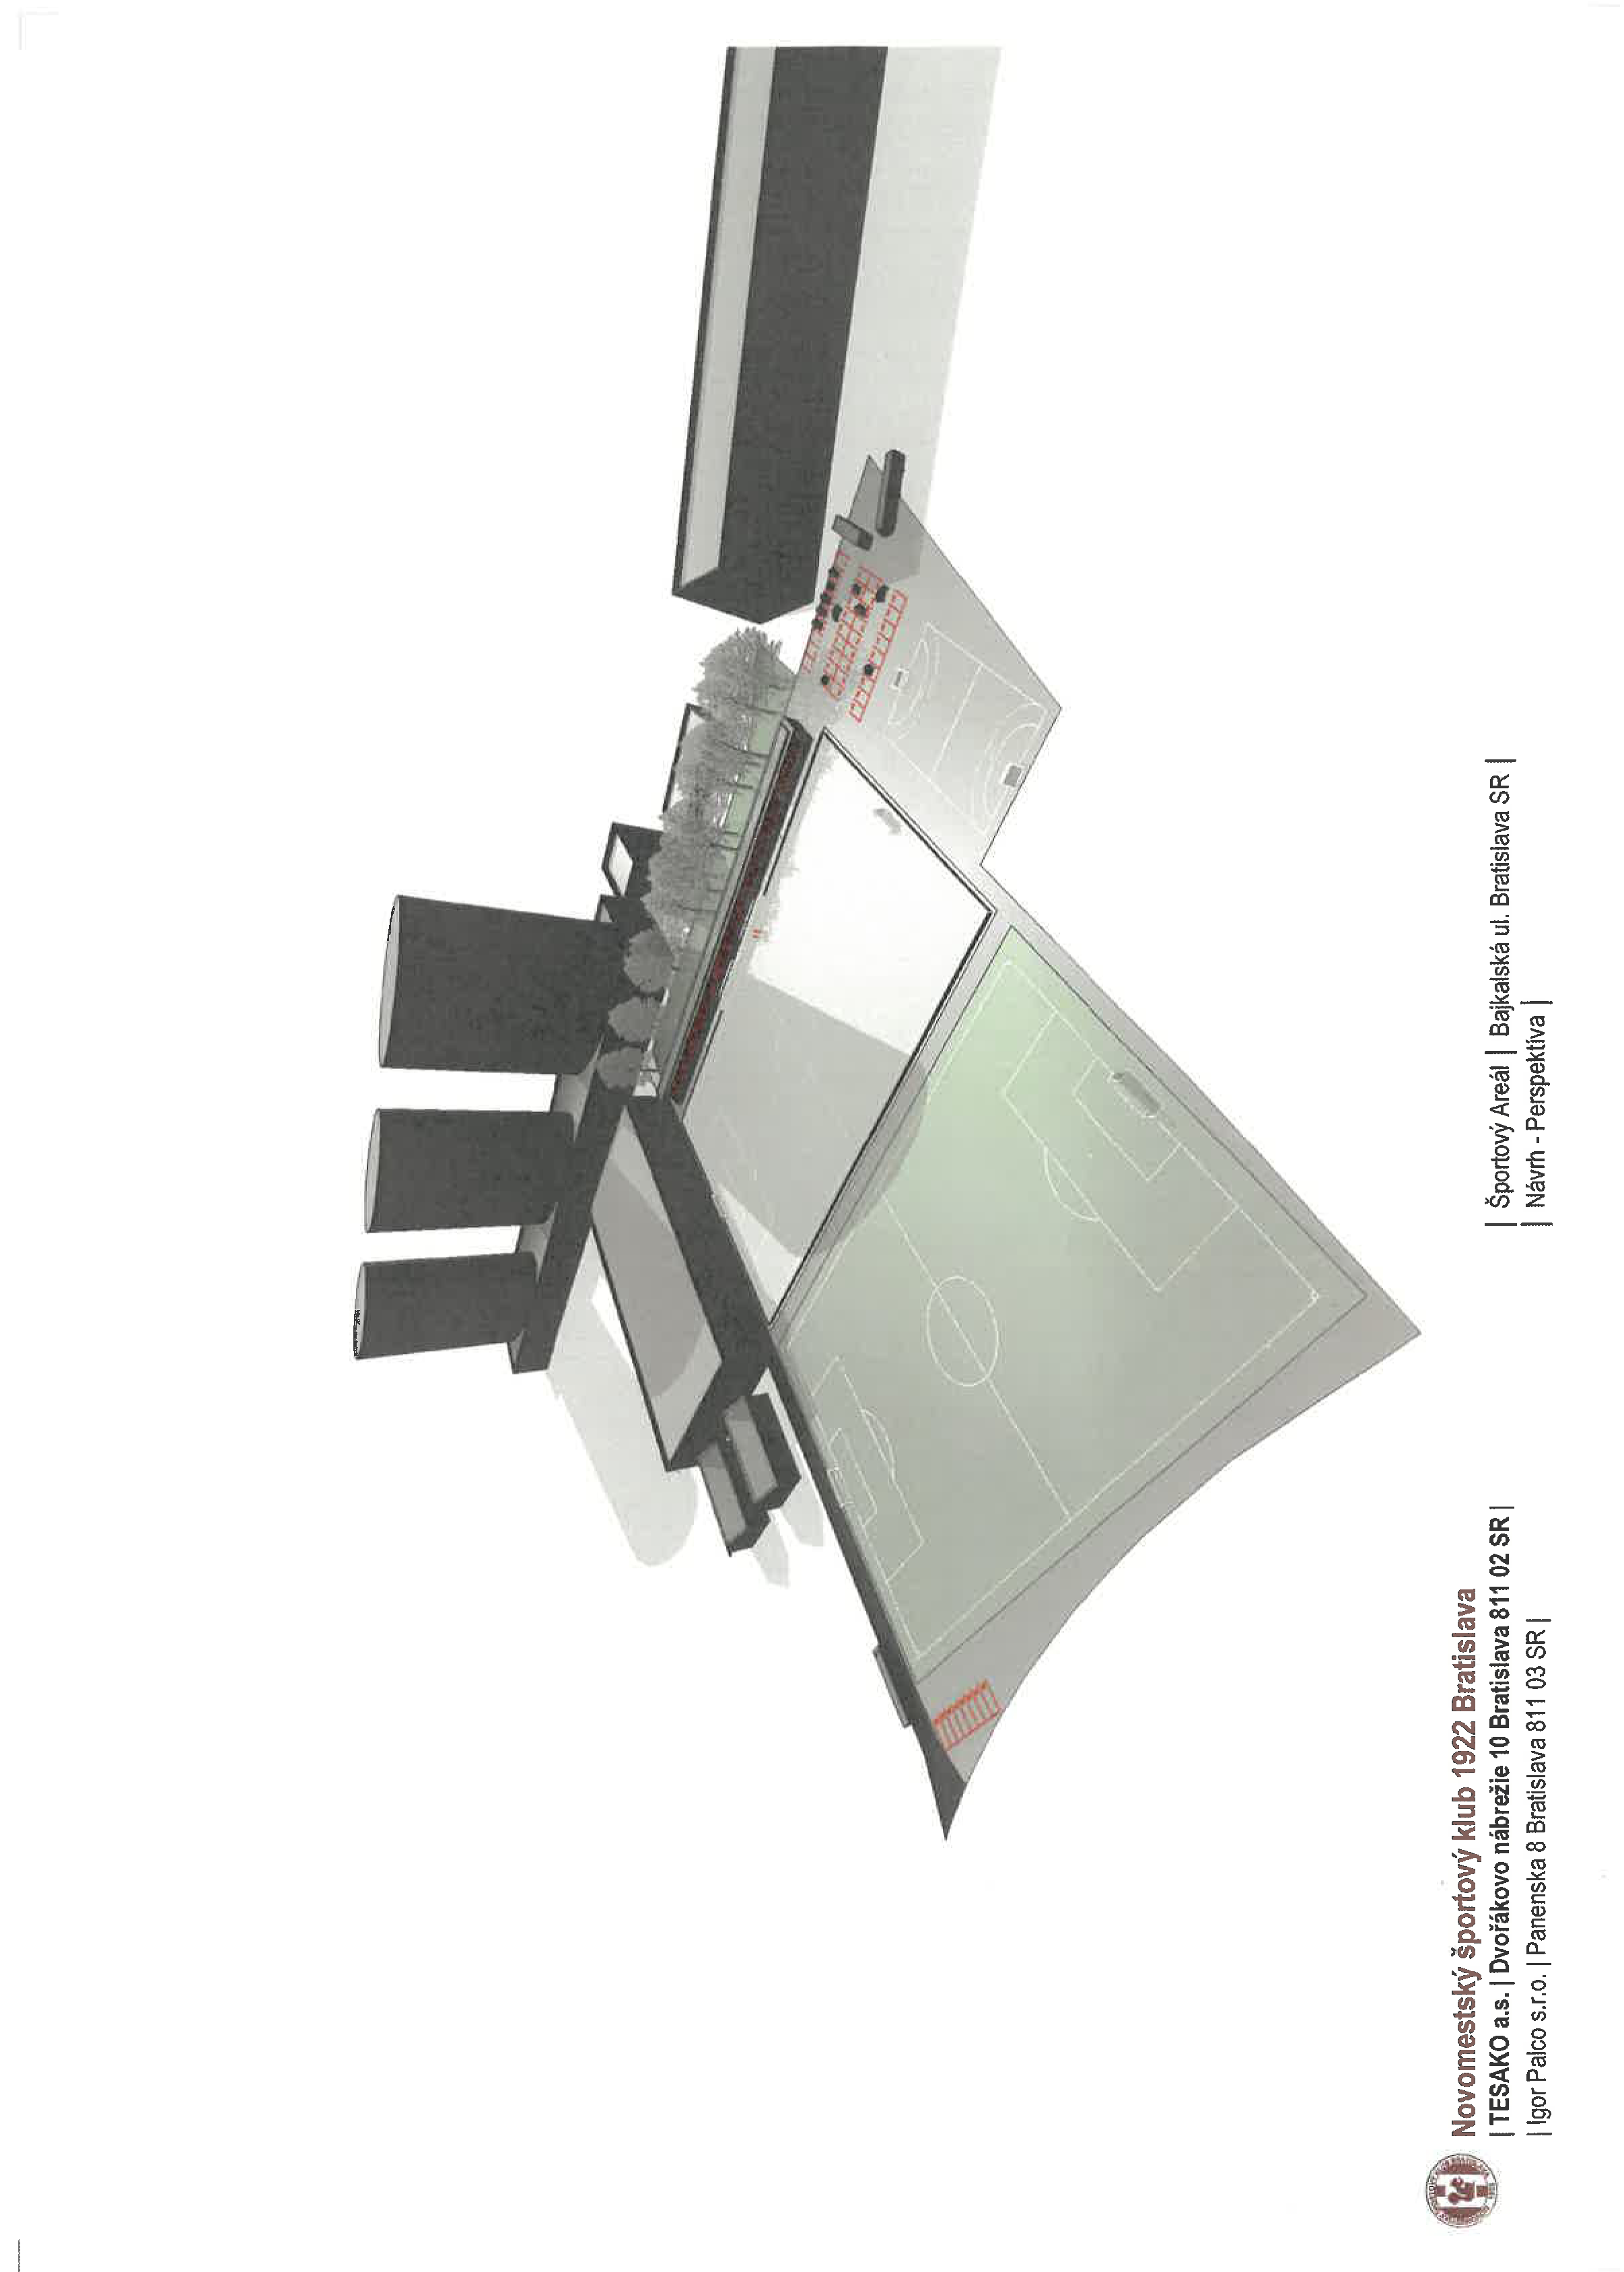 Novomestský športový klub 1922 Bratislava
| TESAKO a.s. | Dvořákovo nábrežie 10 Bratislava 811 02 SR |
| Igor Palco s.r.o. | Panenska 8 Bratislava 811 03 SR |
| Športový Areál | Bajkalská ul. Bratislava SR |
| Návrh - Perspektíva |